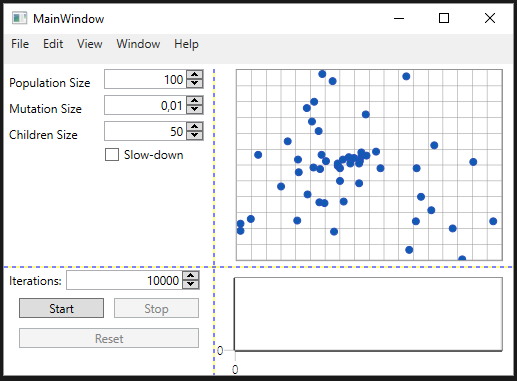 MainWindow
File Edit View Window Help
Population Size 100
Mutation Size 0,01
Children Size 50
Slow-down
Iterations: 10000
Start Stop
Reset
0
0